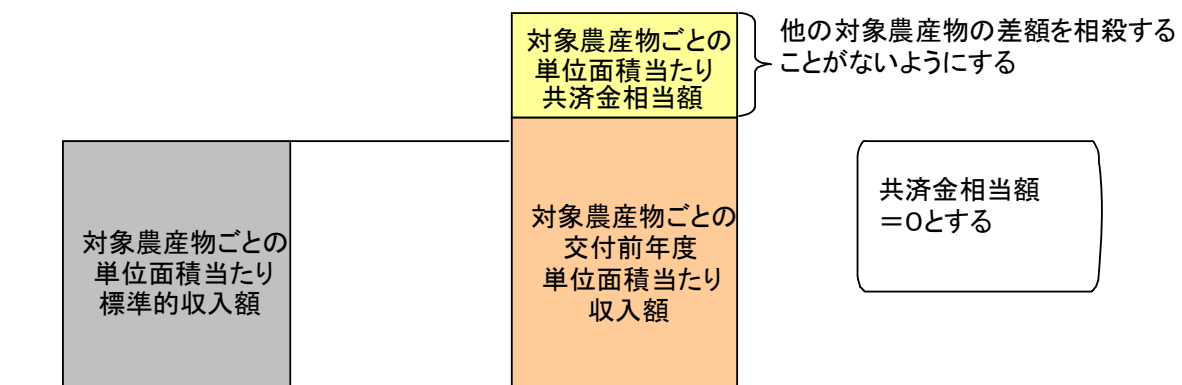 対象農産物ごとの
単位面積当たり
共済金相当額
他の対象農産物の差額を相殺する
ことがないようにする
対象農産物ごとの
単位面積当たり
標準的収入額
対象農産物ごとの
交付前年度
単位面積当たり
収入額
共済金相当額
＝０とする